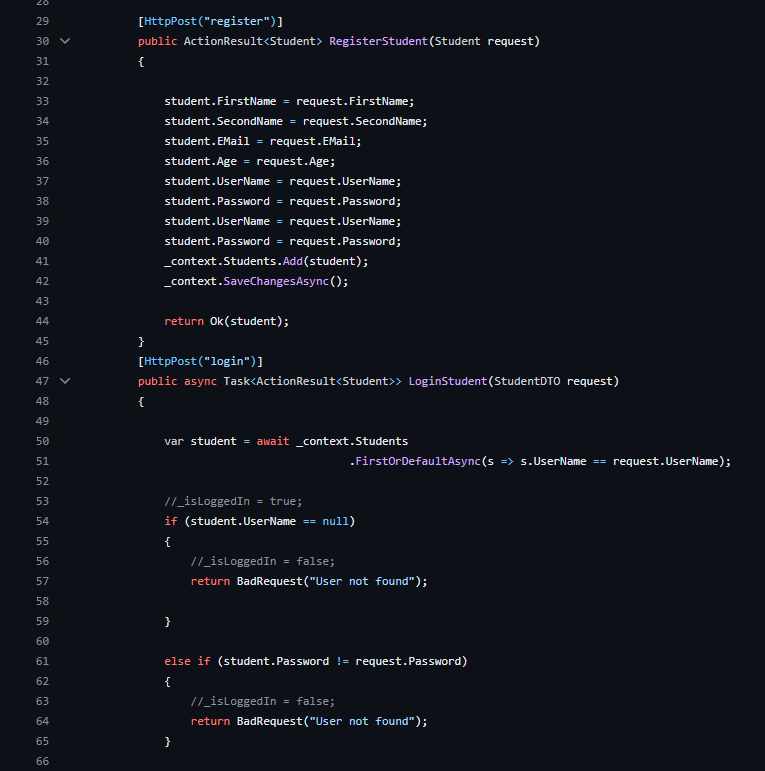 28
29 [HttpPost("register")]
30 public ActionResult<Student> RegisterStudent(Student request)
31 {
32
33 student.FirstName = request.FirstName;
34 student.SecondName = request.SecondName;
35 student.EMail = request.EMail;
36 student.Age = request.Age;
37 student.UserName = request.UserName;
38 student.Password = request.Password;
39 student.UserName = request.UserName;
40 student.Password = request.Password;
41 _context.Students.Add(student);
42 _context.SaveChangesAsync();
43
44 return Ok(student);
45 }
46 [HttpPost("login")]
47 public async Task<ActionResult<Student>> LoginStudent(StudentDTO request)
48 {
49
50 var student = await _context.Students
51 .FirstOrDefaultAsync(s => s.UserName == request.UserName);
52
53 //_isLoggedIn = true;
54 if (student.UserName == null)
55 {
56 //_isLoggedIn = false;
57 return BadRequest("User not found");
58
59 }
60
61 else if (student.Password != request.Password)
62 {
63 //_isLoggedIn = false;
64 return BadRequest("User not found");
65 }
66